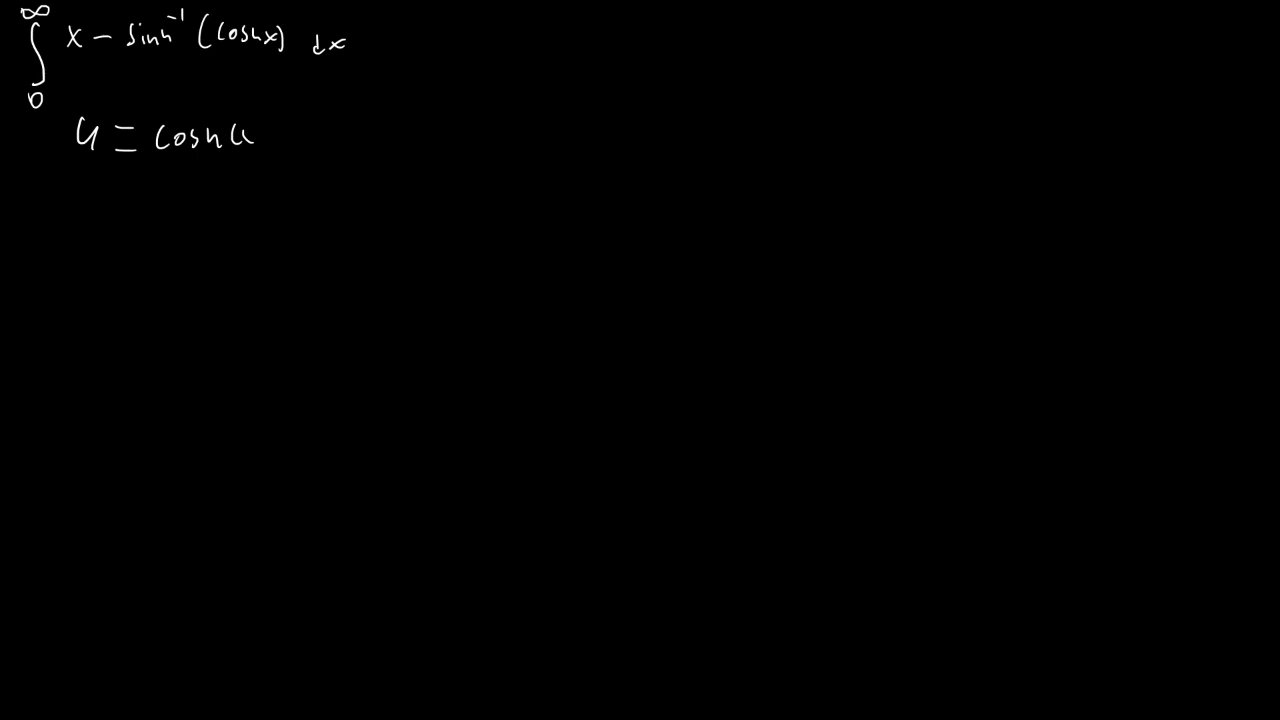 ∫₀^∞ x − sinh⁻¹(cosh x) dx
u = cosh u